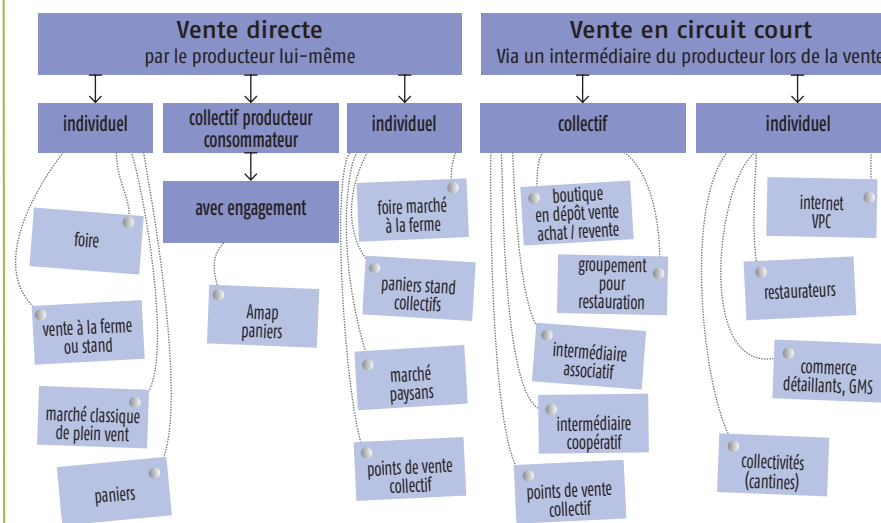 Vente directe
par le producteur lui-même
Vente en circuit court
Via un intermédiaire du producteur lors de la vente
individuel
collectif producteur
consommateur
individuel
collectif
individuel
avec engagement
foire
vente à la ferme
ou stand
marché classique
de plein vent
paniers
Amap
paniers
foire marché
à la ferme
paniers stand
collectifs
marché
paysans
points de vente
collectif
boutique
en dépôt vente
achat / revente
groupement
pour
restauration
intermédiaire
associatif
intermédiaire
coopératif
points de vente
collectif
internet
VPC
restaurateurs
commerce
détaillants, GMS
collectivités
(cantines)